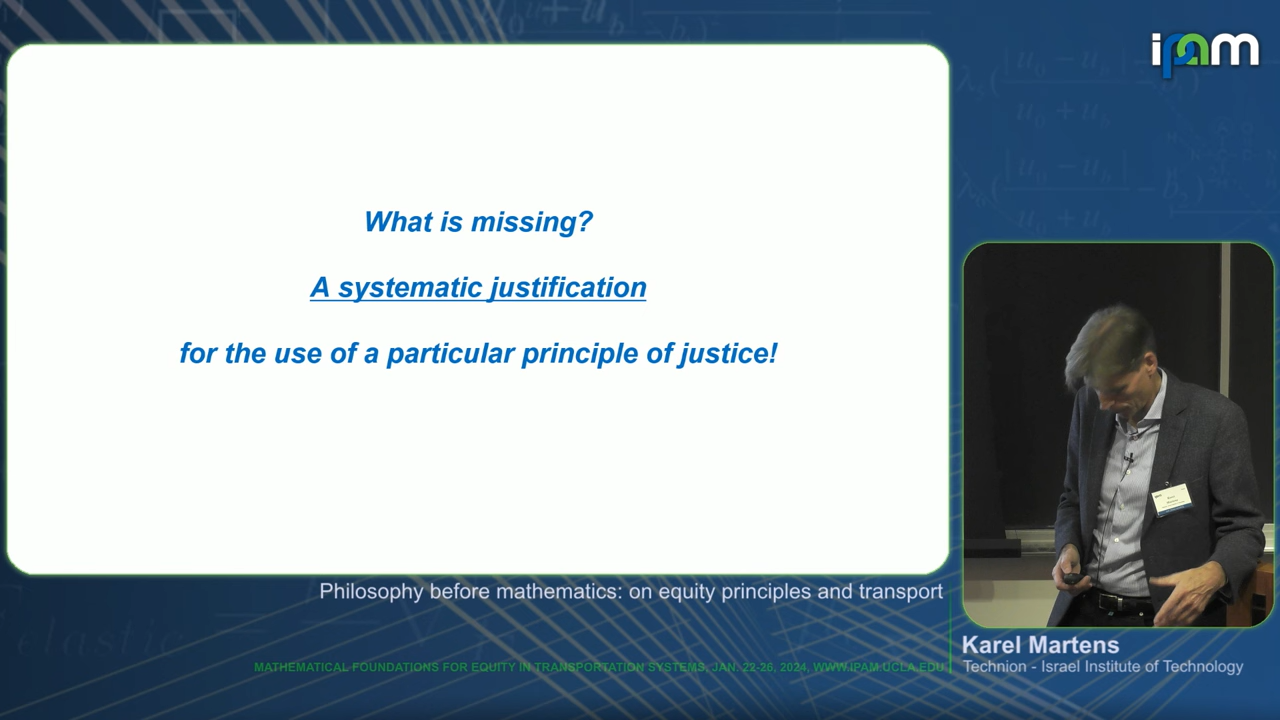 ipam
What is missing?
A systematic justification
for the use of a particular principle of justice!
Philosophy before mathematics: on equity principles and transport
Karel Martens
Technion - Israel Institute of Technology
MATHEMATICAL FOUNDATIONS FOR EQUITY IN TRANSPORTATION SYSTEMS, JAN. 22-26, 2024, WWW.IPAM.UCLA.EDU
elastic